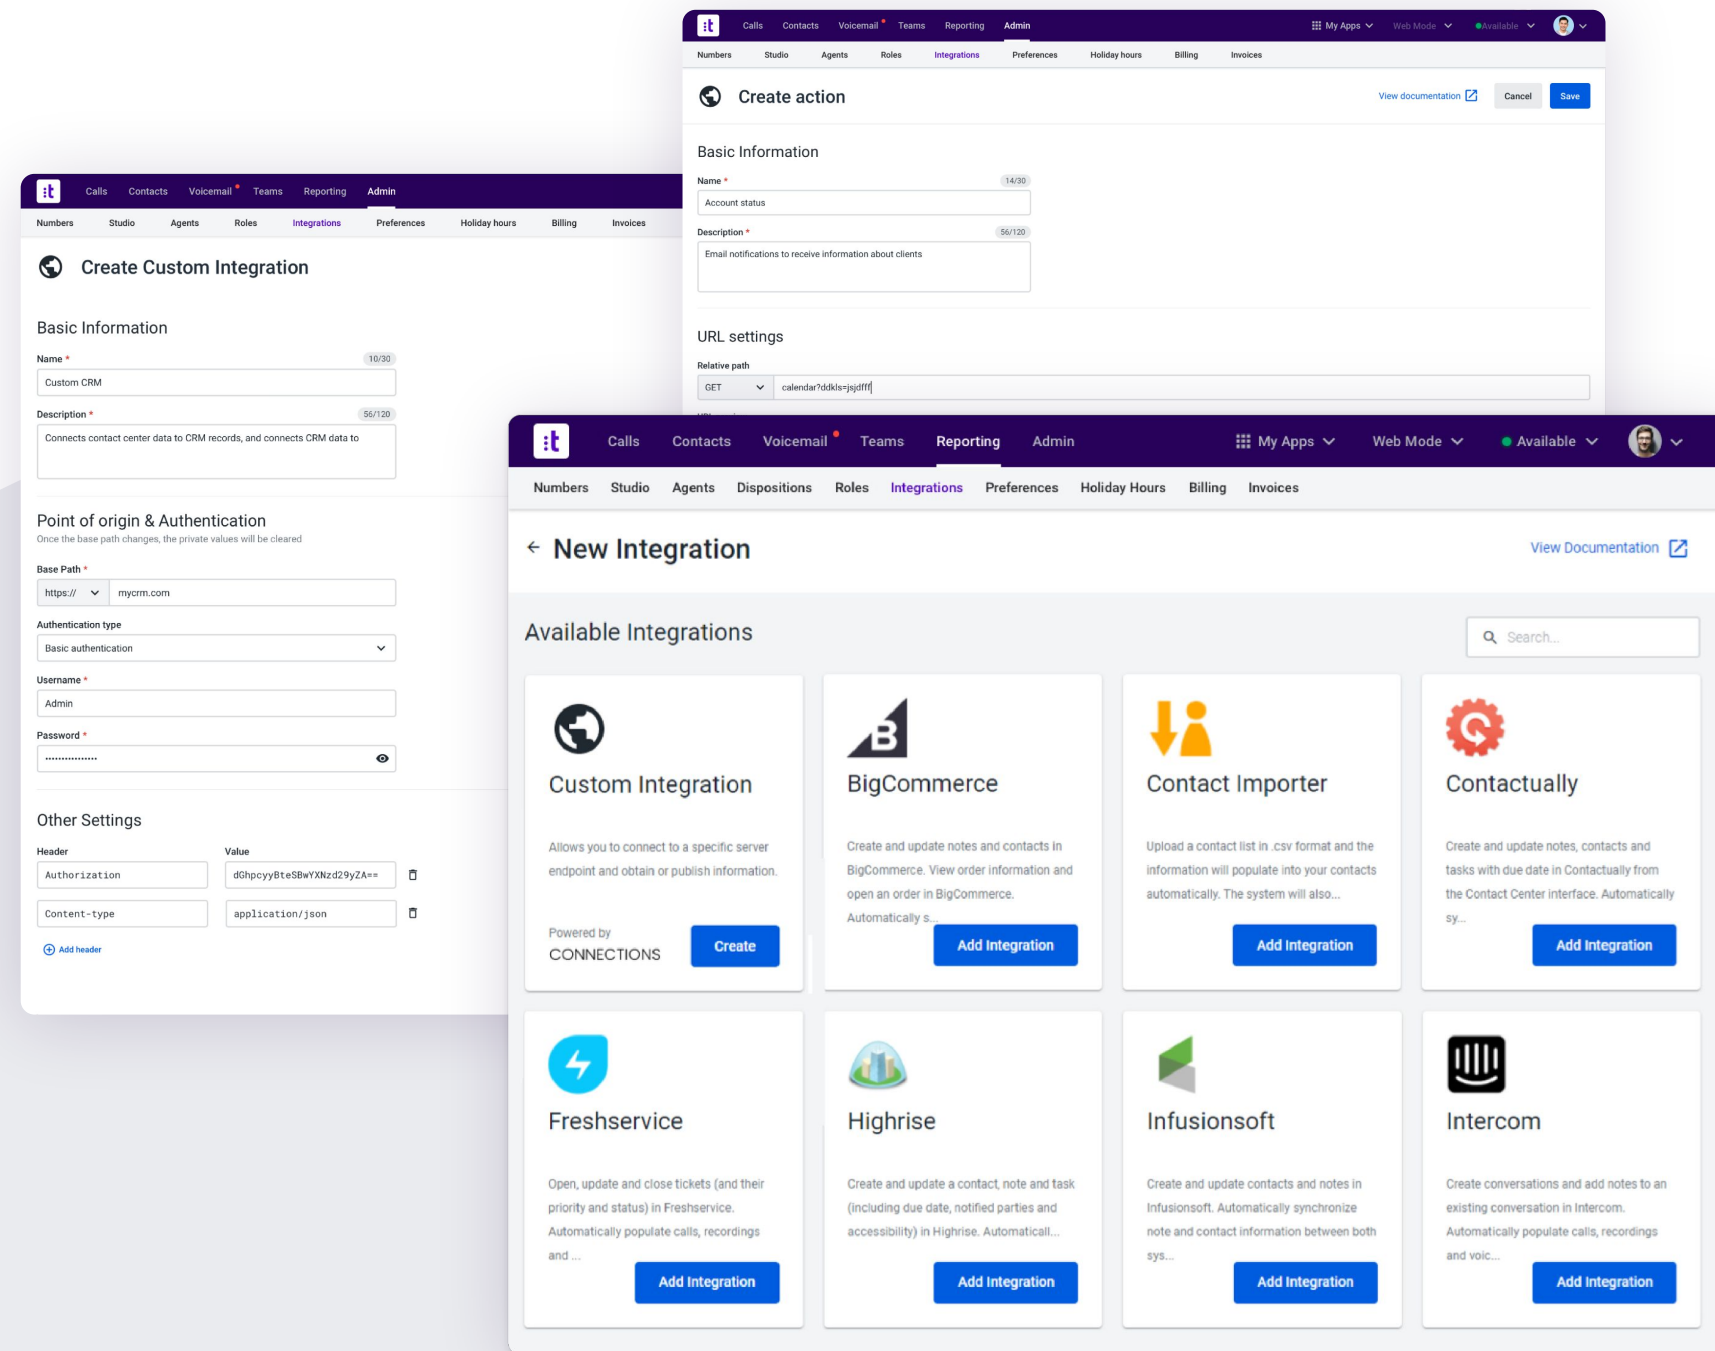 :t Calls Contacts Voicemail Teams Reporting Admin My Apps Web Mode Available
Numbers Studio Agents Roles Integrations Preferences Holiday hours Billing Invoices
Create action
View documentation Cancel Save
Basic Information
Name * 14/30
Account status
Description * 56/120
Email notifications to receive information about clients
URL settings
Relative path
GET calendar?ddkls=jsjdfff
:t Calls Contacts Voicemail Teams Reporting Admin
Numbers Studio Agents Roles Integrations Preferences Holiday hours Billing Invoices
Create Custom Integration
Basic Information
Name * 10/30
Custom CRM
Description * 56/120
Connects contact center data to CRM records, and connects CRM data to
Point of origin & Authentication
Once the base path changes, the private values will be cleared
Base Path *
https:// mycrm.com
Authentication type
Basic authentication
Username *
Admin
Password *
Other Settings
Header Value
Authorization dGhpcyyBteSBwYXNzd29yZA==
Content-type application/json
Add header
:t Calls Contacts Voicemail Teams Reporting Admin My Apps Web Mode Available
Numbers Studio Agents Dispositions Roles Integrations Preferences Holiday Hours Billing Invoices
New Integration
View Documentation
Available Integrations
Search...
Custom Integration
Allows you to connect to a specific server
endpoint and obtain or publish information.
Powered by
CONNECTIONS
Create
B
BigCommerce
Create and update notes and contacts in
BigCommerce. View order information and
open an order in BigCommerce.
Automatically s...
Add Integration
Contact Importer
Upload a contact list in .csv format and the
information will populate into your contacts
automatically. The system will also...
Add Integration
Contactually
Create and update notes, contacts and
tasks with due date in Contactually from
the Contact Center interface. Automatically
sy...
Add Integration
Freshservice
Open, update and close tickets (and their
priority and status) in Freshservice.
Automatically populate calls, recordings
and ...
Add Integration
Highrise
Create and update a contact, note and task
(including due date, notified parties and
accessibility) in Highrise. Automaticall...
Add Integration
Infusionsoft
Create and update contacts and notes in
Infusionsoft. Automatically synchronize
note and contact information between both
sys...
Add Integration
Intercom
Create conversations and add notes to an
existing conversation in Intercom.
Automatically populate calls, recordings
and voic...
Add Integration